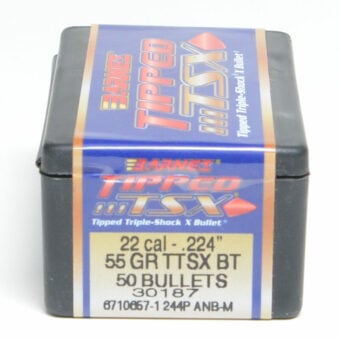 BARNES
TIPPED
TSX
Tipped Triple-Shock X Bullet
BARNES
TIPPED
TSX
Tipped Triple-Shock X Bullet
22 cal - .224"
55 GR TTSX BT
50 BULLETS
30187
6710657-1 244P ANB-M